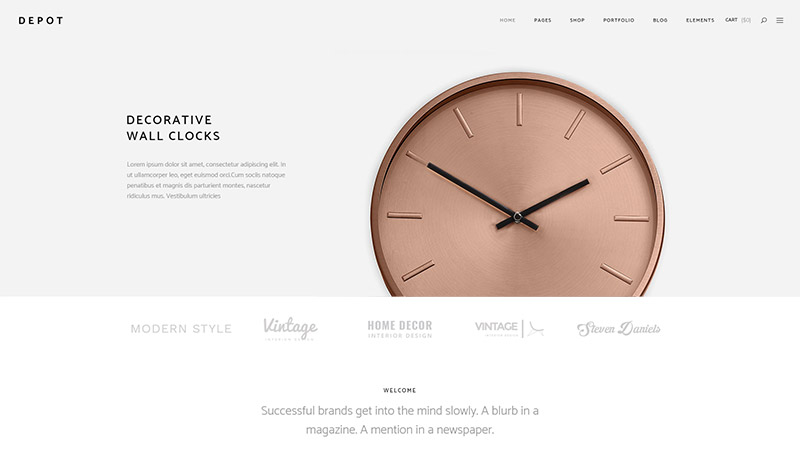 DEPOT
HOME PAGES SHOP PORTFOLIO BLOG ELEMENTS CART ($0)
DECORATIVE
WALL CLOCKS
Lorem ipsum dolor sit amet, consectetur adipiscing elit. In
ut ullamcorper leo, eget euismod orci.Cum sociis natoque
penatibus et magnis dis parturient montes, nascetur
ridiculus mus. Vestibulum ultricies
MODERN STYLE
Vintage
INTERIOR DESIGN
HOME DECOR
INTERIOR DESIGN
VINTAGE
Steven Daniels
WELCOME
Successful brands get into the mind slowly. A blurb in a
magazine. A mention in a newspaper.